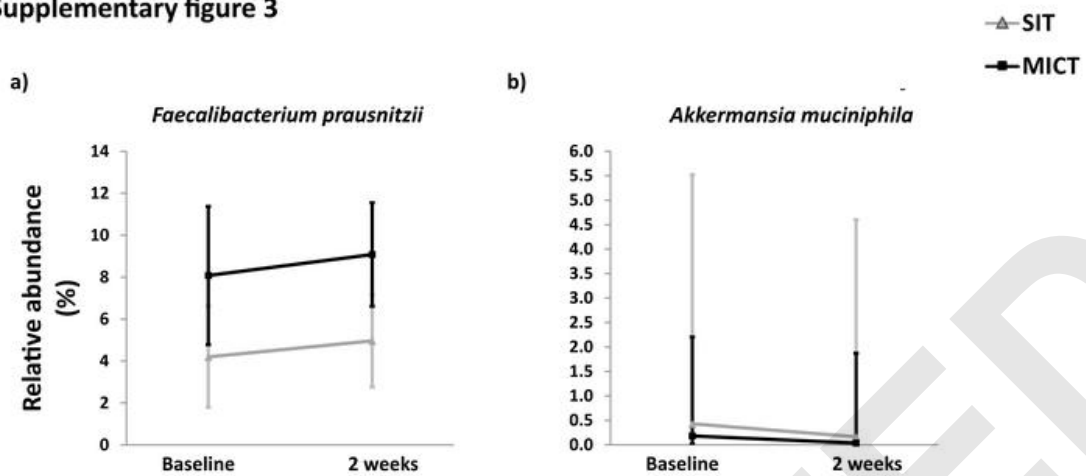 Supplementary figure 3
SIT
MICT
a)
b)
Faecalibacterium prausnitzii
Akkermansia muciniphila
Relative abundance
(%)
14
12
10
8
6
4
2
0
Baseline
2 weeks
6.0
5.5
5.0
4.5
4.0
3.5
3.0
2.5
2.0
1.5
1.0
0.5
0.0
Baseline
2 weeks